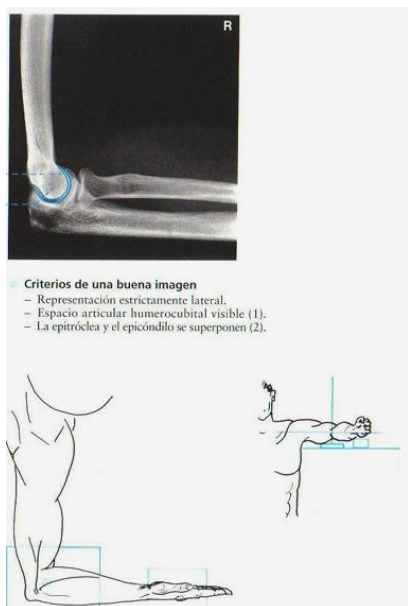 R
Criterios de una buena imagen
– Representación estrictamente lateral.
– Espacio articular humerocubital visible (1).
– La epitróclea y el epicóndilo se superponen (2).